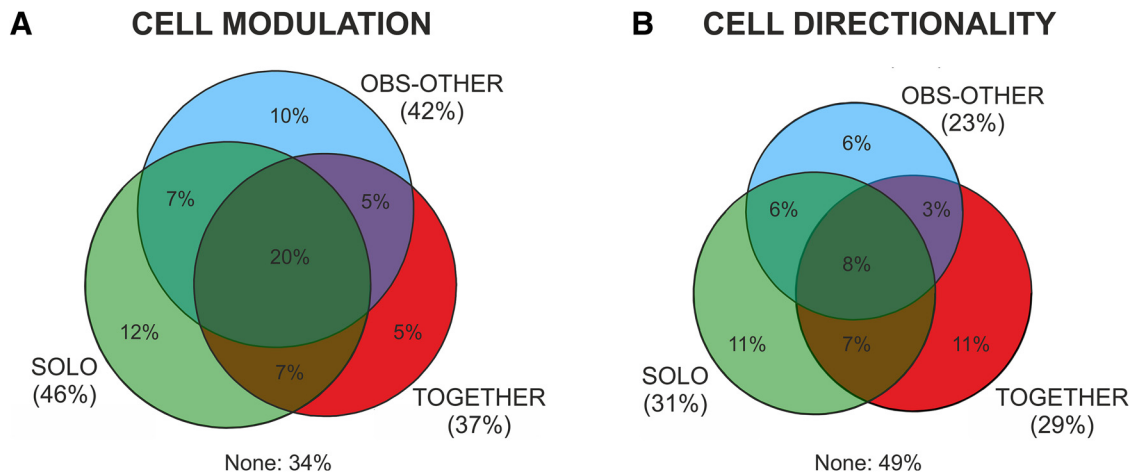 A CELL MODULATION
OBS-OTHER
(42%)
10%
7%
5%
20%
12%
5%
7%
SOLO
(46%)
TOGETHER
(37%)
None: 34%
B CELL DIRECTIONALITY
OBS-OTHER
(23%)
6%
6%
3%
8%
11%
7%
11%
SOLO
(31%)
TOGETHER
(29%)
None: 49%